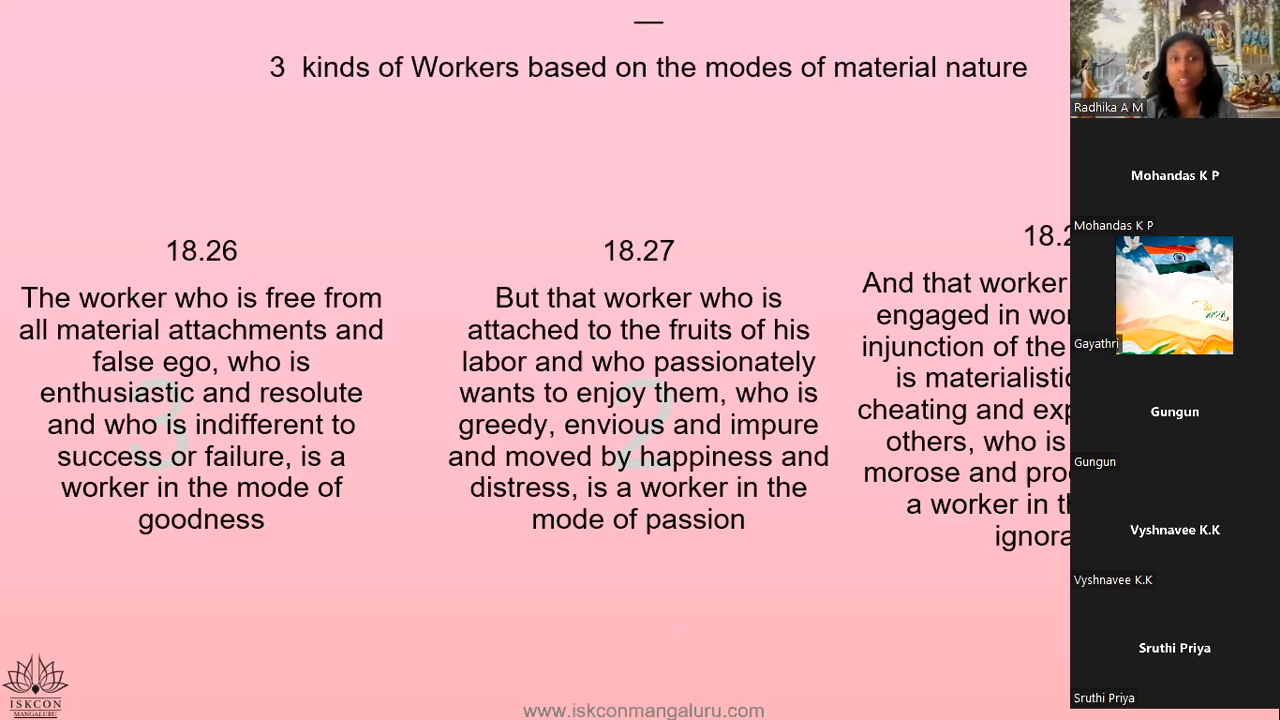 3 kinds of Workers based on the modes of material nature
18.26
The worker who is free from
all material attachments and
false ego, who is
enthusiastic and resolute
and who is indifferent to
success or failure, is a
worker in the mode of
goodness
3
18.27
But that worker who is
attached to the fruits of his
labor and who passionately
wants to enjoy them, who is
greedy, envious and impure
and moved by happiness and
distress, is a worker in the
mode of passion
2
18.2
And that worker
engaged in
injunction of the
is
cheating and
others, who is
morose and
a worker in
ISKCON
MANGALURU
www.iskconmangaluru.com
Radhika A M
Mohandas K P
Mohandas K P
Gayathri
Gungun
Gungun
Vyshnavee K.K
Vyshnavee K.K
Sruthi Priya
Sruthi Priya